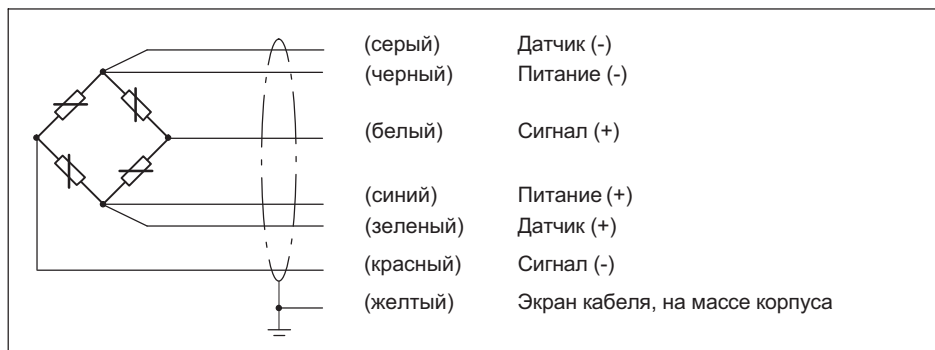 (серый) Датчик (-)
(черный) Питание (-)
(белый) Сигнал (+)
(синий) Питание (+)
(зеленый) Датчик (+)
(красный) Сигнал (-)
(желтый) Экран кабеля, на массе корпуса